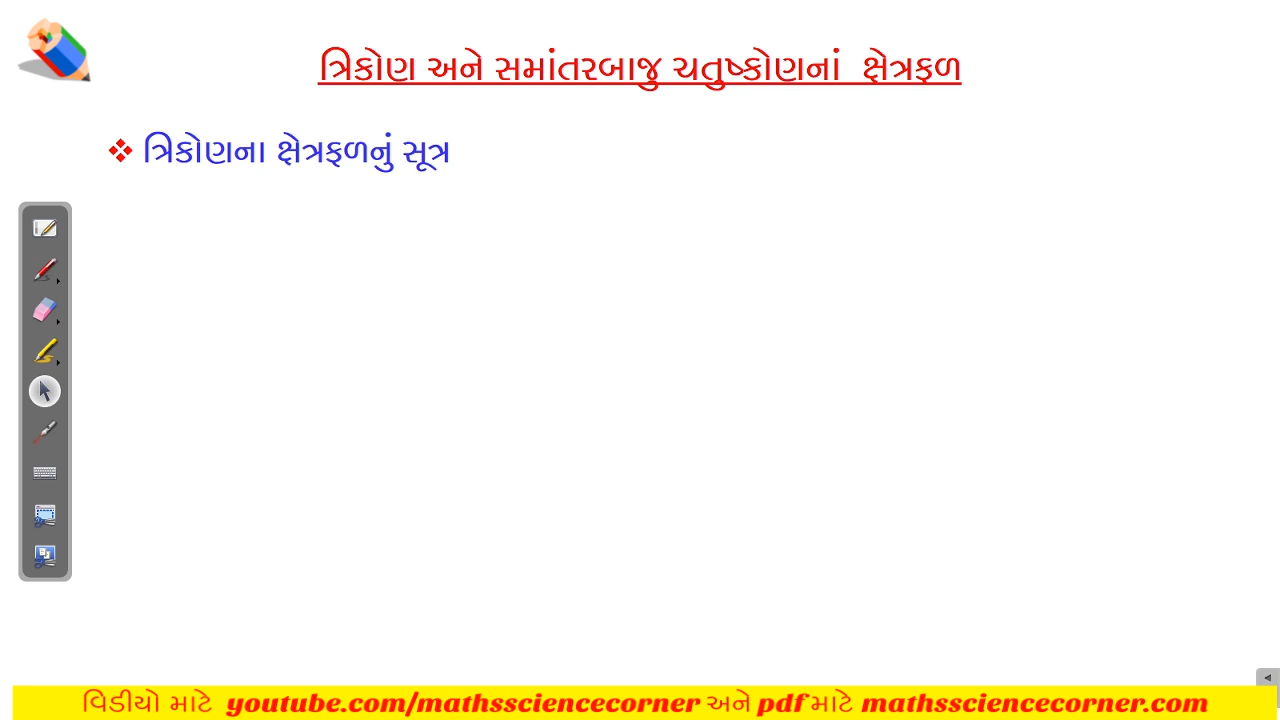 ત્રિકોણ અને સમાંતરબાજુ ચતુષ્કોણનાં ક્ષેત્રફળ
ત્રિકોણના ક્ષેત્રફળનું સૂત્ર
વિડીયો માટે youtube.com/mathssciencecorner અને pdf માટે mathssciencecorner.com